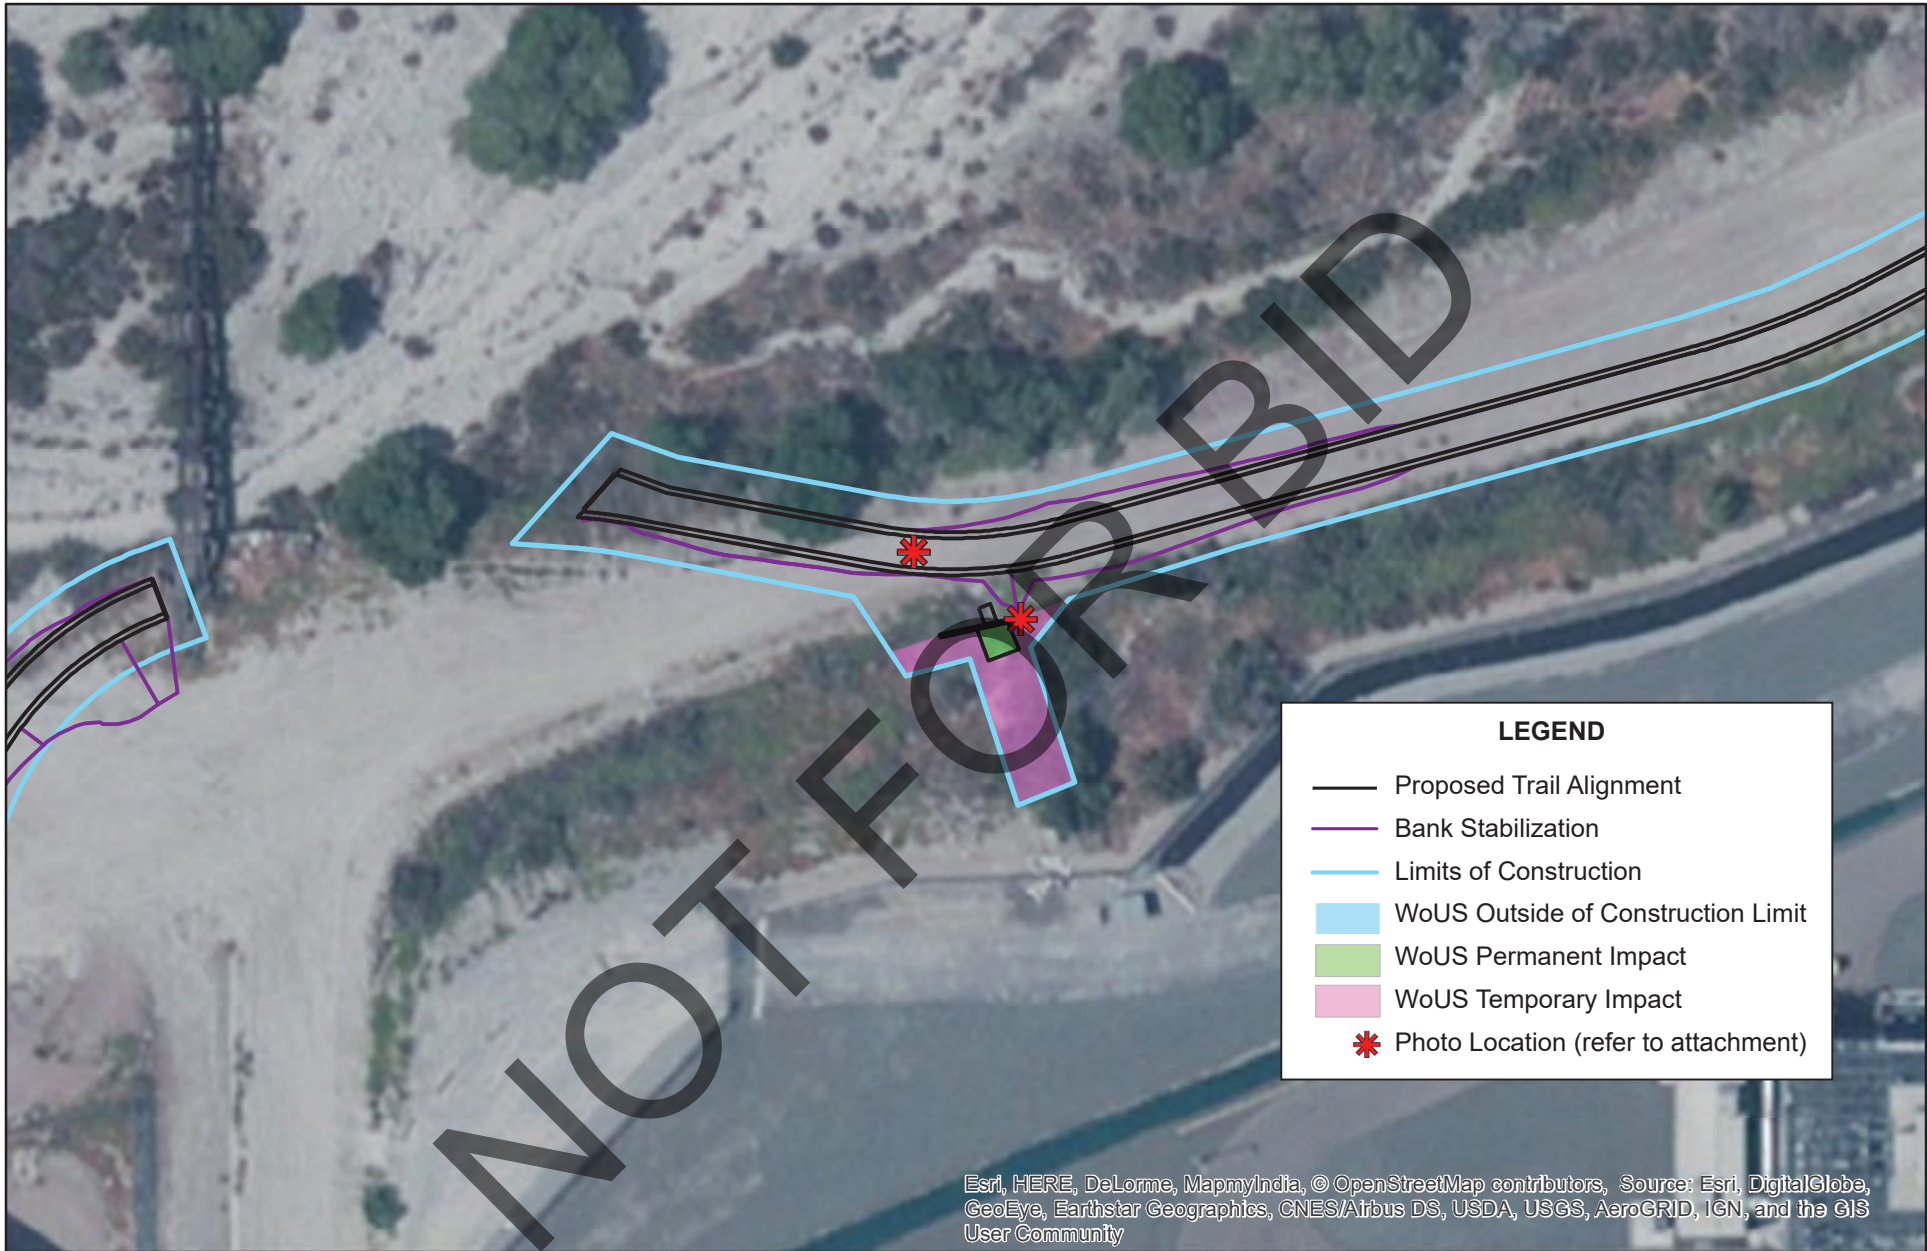 NOT FOR BID
LEGEND
Proposed Trail Alignment
Bank Stabilization
Limits of Construction
WoUS Outside of Construction Limit
WoUS Permanent Impact
WoUS Temporary Impact
Photo Location (refer to attachment)
Esri, HERE, DeLorme, MapmyIndia, © OpenStreetMap contributors, Source: Esri, DigitalGlobe,
GeoEye, Earthstar Geographics, CNES/Airbus DS, USDA, USGS, AeroGRID, IGN, and the GIS
User Community